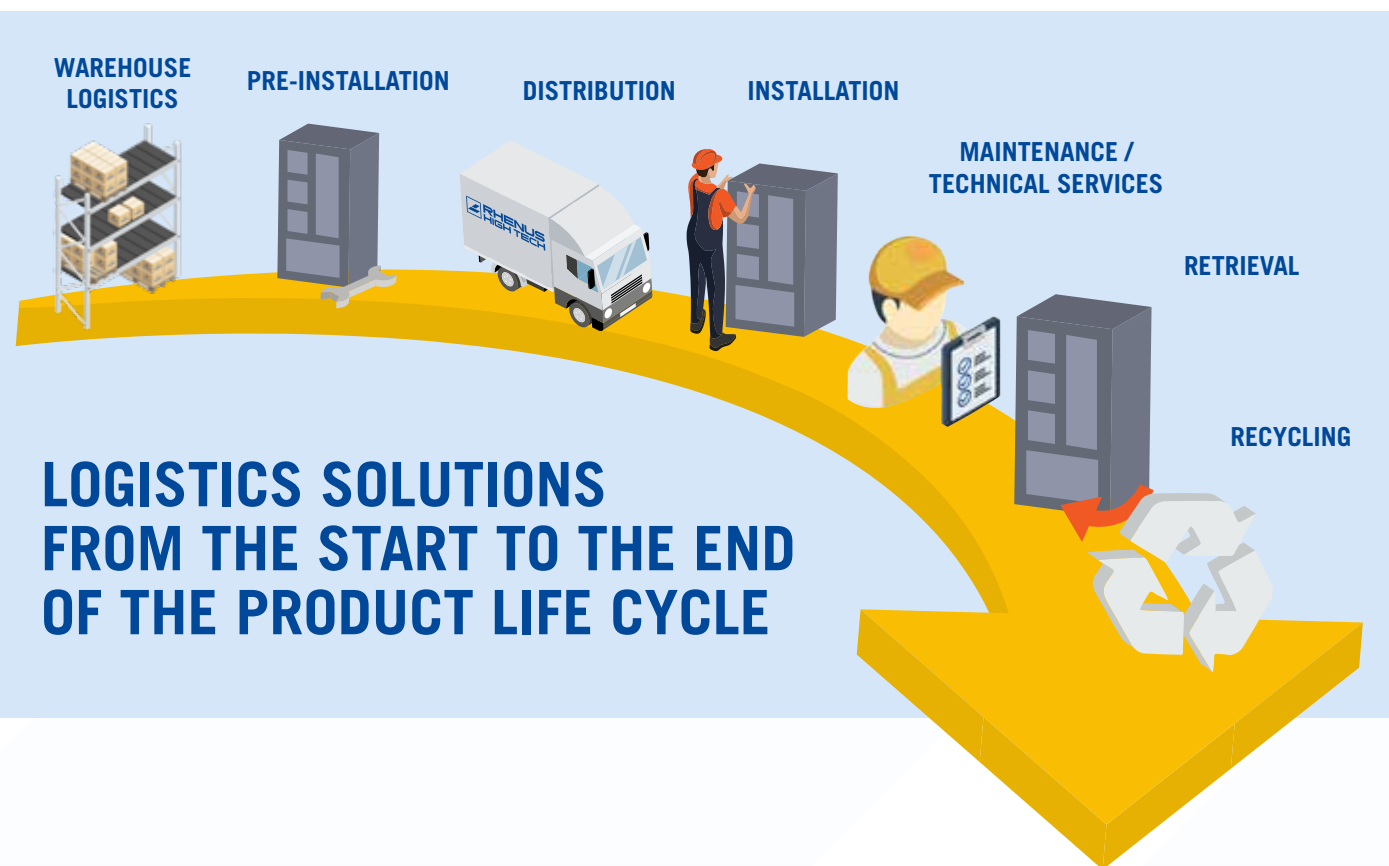 WAREHOUSE
LOGISTICS
PRE-INSTALLATION
DISTRIBUTION
INSTALLATION
MAINTENANCE /
TECHNICAL SERVICES
RETRIEVAL
RECYCLING
RHENUS
HIGH TECH
LOGISTICS SOLUTIONS
FROM THE START TO THE END
OF THE PRODUCT LIFE CYCLE